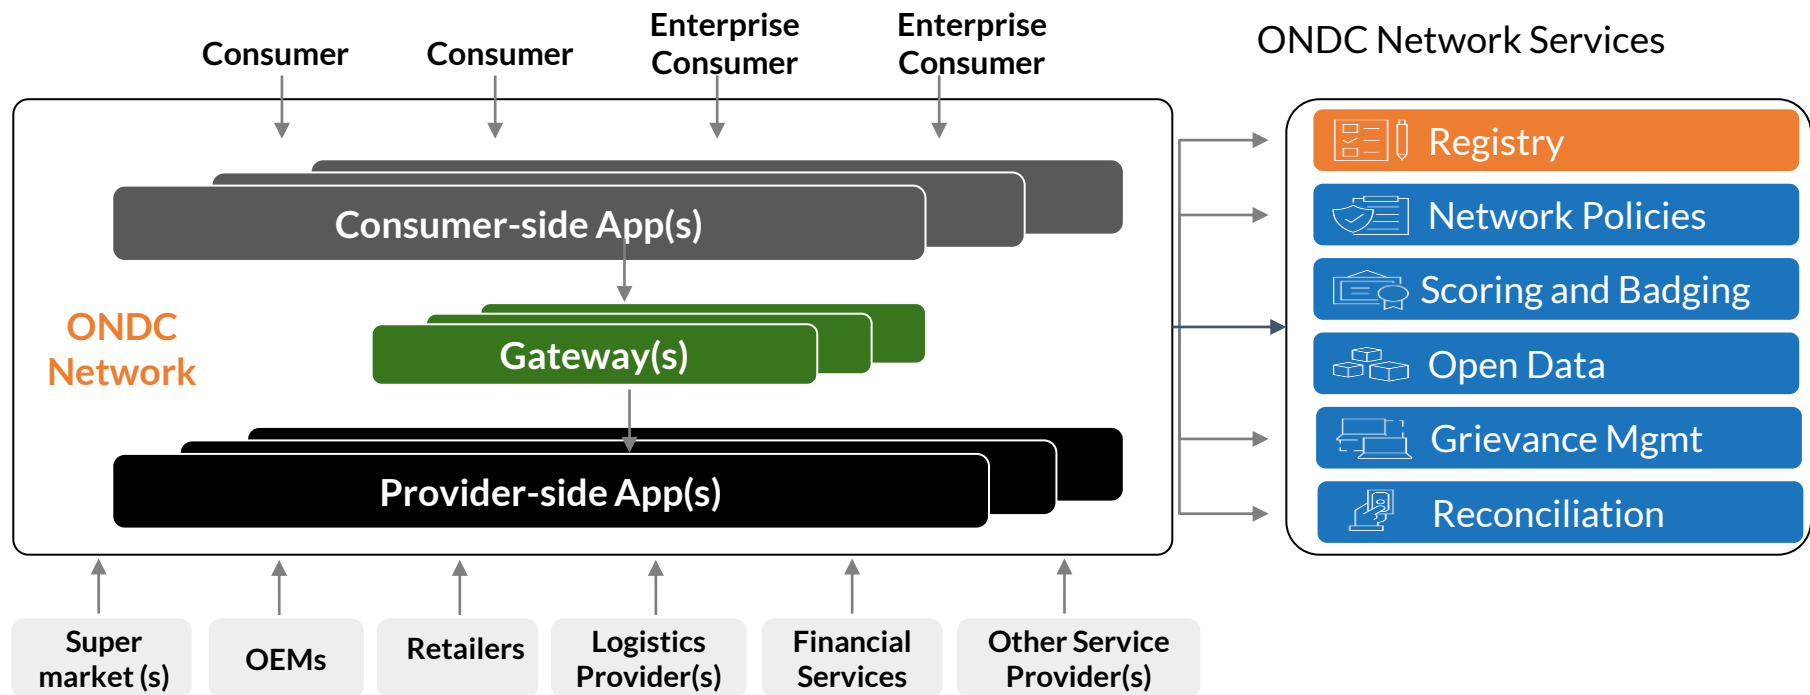 Consumer
Consumer
Enterprise
Consumer
Enterprise
Consumer
ONDC Network Services
Consumer-side App(s)
ONDC
Network
Gateway(s)
Provider-side App(s)
Registry
Network Policies
Scoring and Badging
Open Data
Grievance Mgmt
Reconciliation
Super
market (s)
OEMs
Retailers
Logistics
Provider(s)
Financial
Services
Other Service
Provider(s)